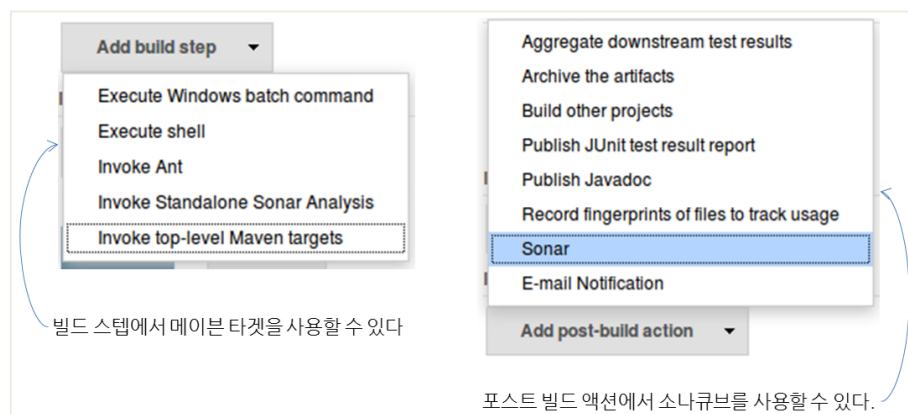 Add build step
Execute Windows batch command
Execute shell
Invoke Ant
Invoke Standalone Sonar Analysis
Invoke top-level Maven targets
빌드 스텝에서 메이븐 타겟을 사용할 수 있다
Aggregate downstream test results
Archive the artifacts
Build other projects
Publish JUnit test result report
Publish Javadoc
Record fingerprints of files to track usage
Sonar
E-mail Notification
Add post-build action
포스트 빌드 액션에서 소나큐브를 사용할 수 있다.